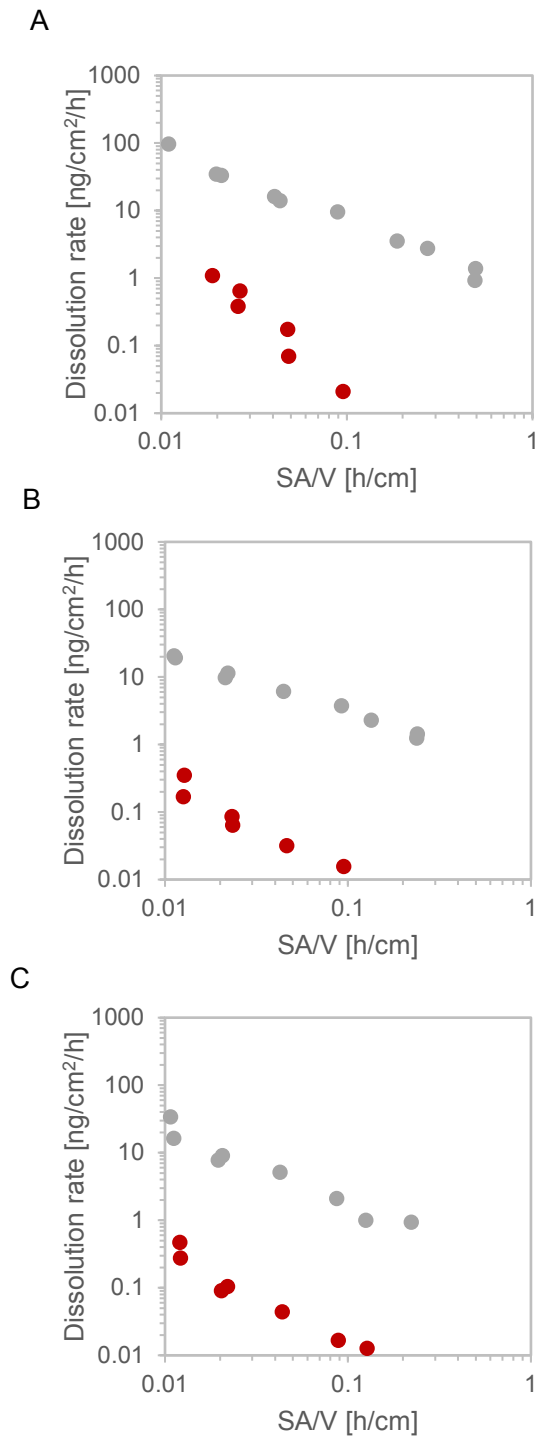 A
Dissolution rate [ng/cm²/h]
1000
100
10
1
0.1
0.01
0.01 0.1 1
SA/V [h/cm]
B
Dissolution rate [ng/cm²/h]
1000
100
10
1
0.1
0.01
0.01 0.1 1
SA/V [h/cm]
C
Dissolution rate [ng/cm²/h]
1000
100
10
1
0.1
0.01
0.01 0.1 1
SA/V [h/cm]